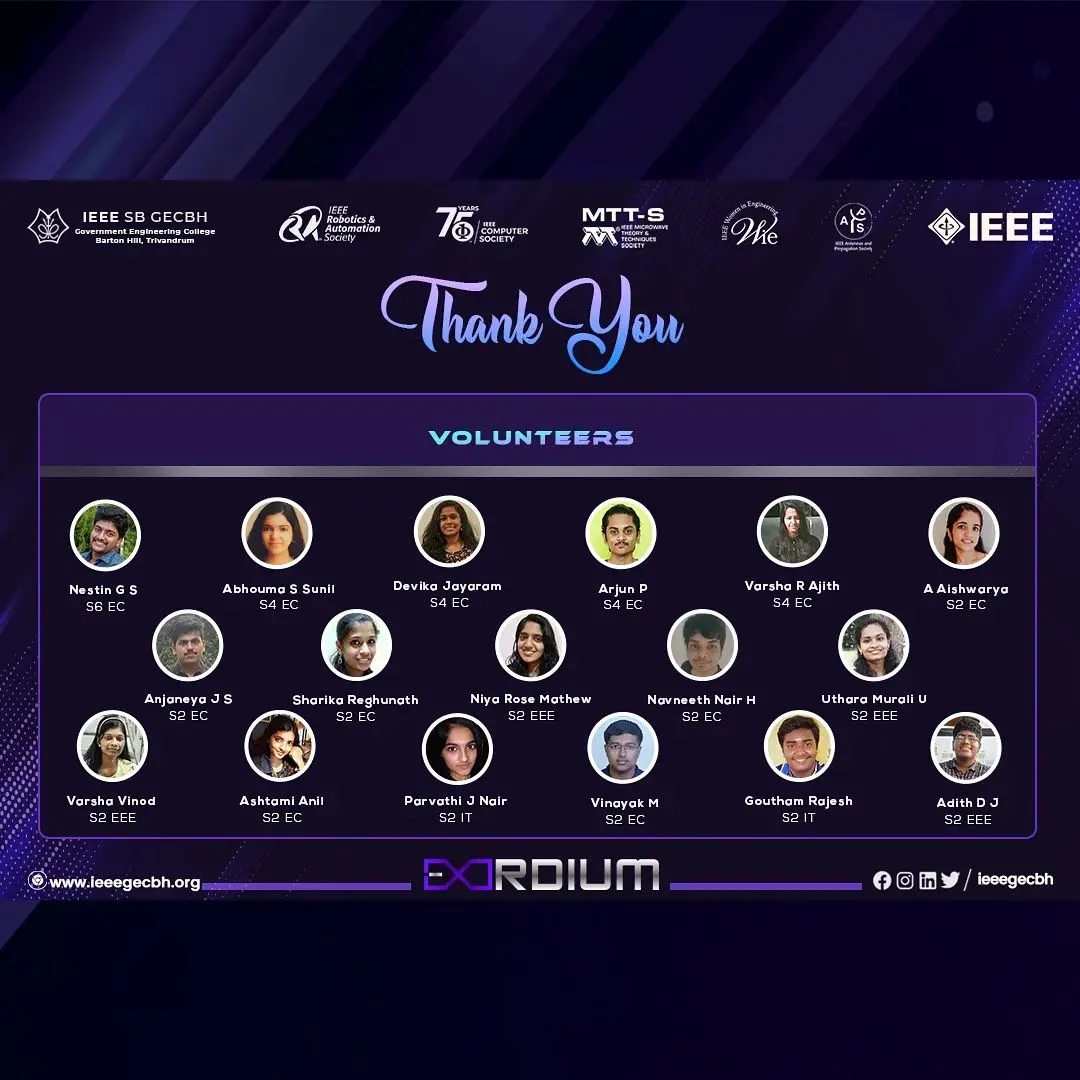 IEEE SB GECBH
Government Engineering College
Barton Hill, Trivandrum
IEEE
Robotics &
Automation
Society
75 YEARS
IEEE
COMPUTER
SOCIETY
MTT-S
IEEE MICROWAVE
THEORY &
TECHNIQUES
SOCIETY
IEEE Women in Engineering
WiE
APS
IEEE Antennas and
Propagation Society
IEEE
Thank You
VOLUNTEERS
Nestin G S
S6 EC
Abhouma S Sunil
S4 EC
Devika Jayaram
S4 EC
Arjun P
S4 EC
Varsha R Ajith
S4 EC
A Aishwarya
S2 EC
Anjaneya J S
S2 EC
Sharika Reghunath
S2 EC
Niya Rose Mathew
S2 EEE
Navneeth Nair H
S2 EC
Uthara Murali U
S2 EEE
Varsha Vinod
S2 EEE
Ashtami Anil
S2 EC
Parvathi J Nair
S2 IT
Vinayak M
S2 EC
Goutham Rajesh
S2 IT
Adith D J
S2 EEE
www.ieeegecbh.org
EXORDIUM
/ ieeegecbh